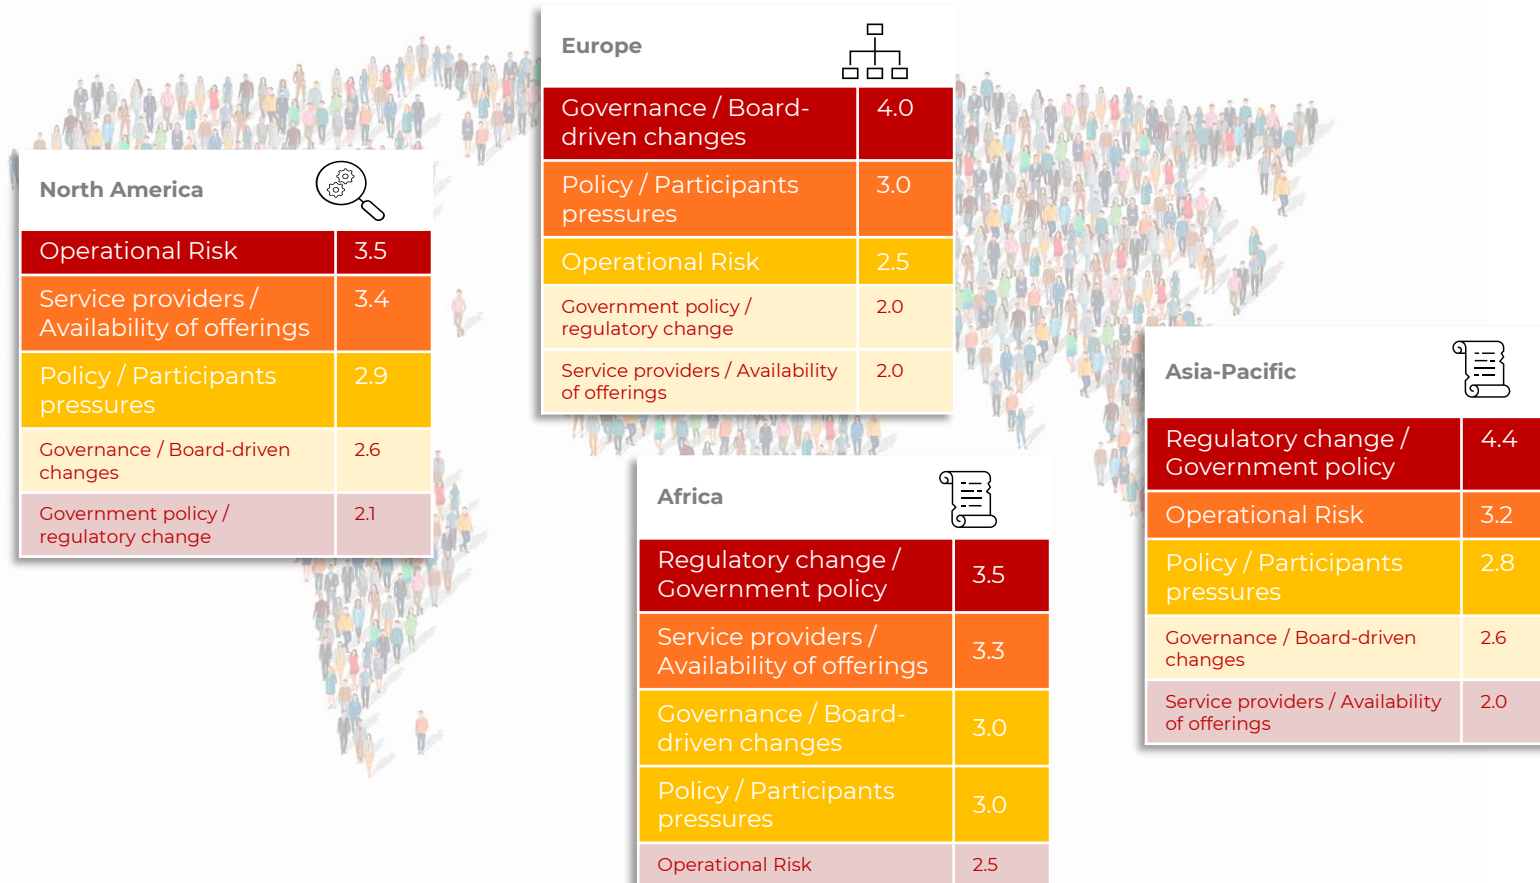 Europe
Governance / Board-
driven changes
4.0
Policy / Participants
pressures
3.0
Operational Risk
2.5
Government policy /
regulatory change
2.0
Service providers / Availability
of offerings
2.0
North America
Operational Risk
3.5
Service providers /
Availability of offerings
3.4
Policy / Participants
pressures
2.9
Governance / Board-driven
changes
2.6
Government policy /
regulatory change
2.1
Africa
Regulatory change /
Government policy
3.5
Service providers /
Availability of offerings
3.3
Governance / Board-
driven changes
3.0
Policy / Participants
pressures
3.0
Operational Risk
2.5
Asia-Pacific
Regulatory change /
Government policy
4.4
Operational Risk
3.2
Policy / Participants
pressures
2.8
Governance / Board-driven
changes
2.6
Service providers / Availability
of offerings
2.0